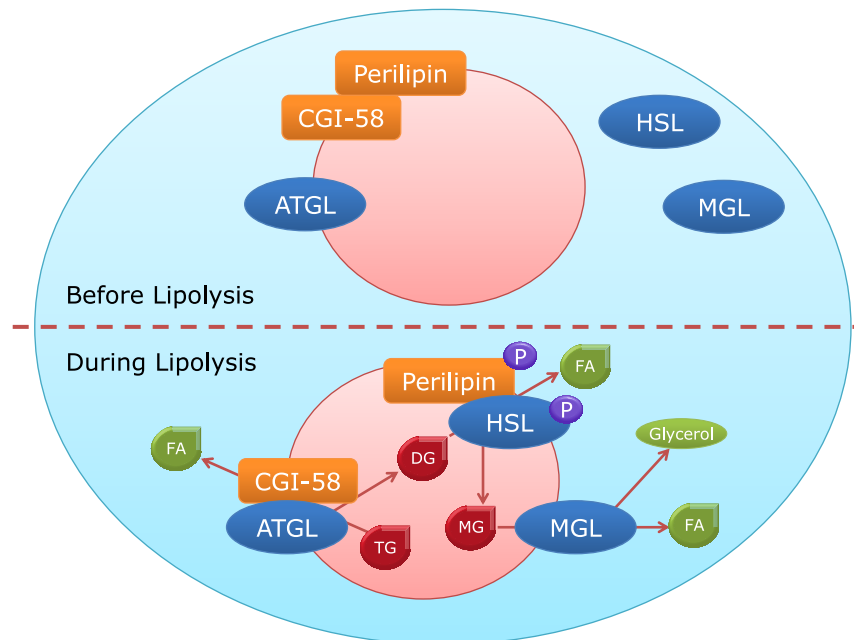 Perilipin
CGI-58
HSL
ATGL
MGL
Before Lipolysis
During Lipolysis
P
Perilipin
FA
HSL
P
FA
DG
Glycerol
CGI-58
ATGL
TG
MG
MGL
FA